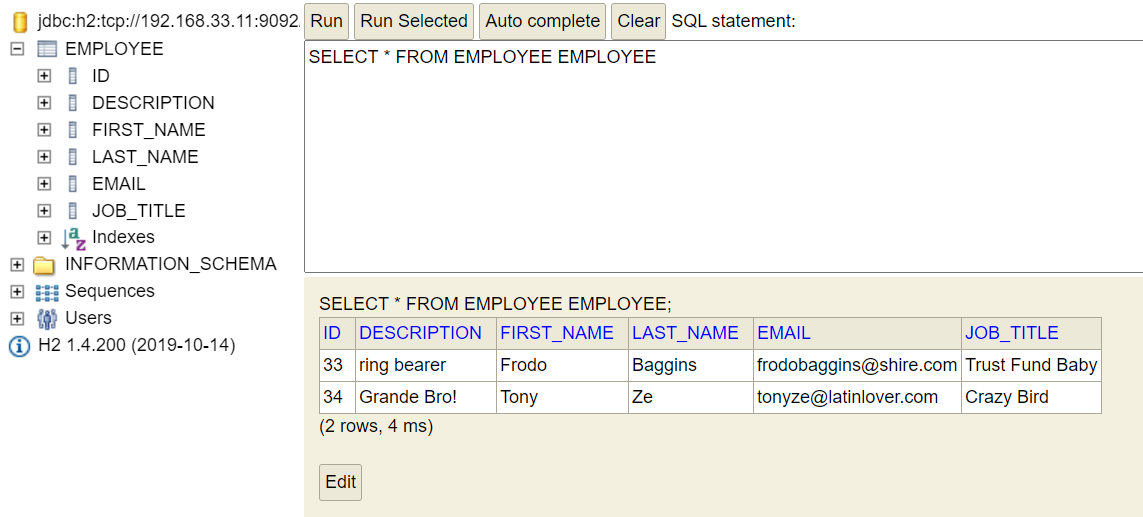 jdbc:h2:tcp://192.168.33.11:9092
EMPLOYEE
ID
DESCRIPTION
FIRST_NAME
LAST_NAME
EMAIL
JOB_TITLE
Indexes
INFORMATION_SCHEMA
Sequences
Users
H2 1.4.200 (2019-10-14)
Run Run Selected Auto complete Clear SQL statement:
SELECT * FROM EMPLOYEE EMPLOYEE
SELECT * FROM EMPLOYEE EMPLOYEE;
ID DESCRIPTION FIRST_NAME LAST_NAME EMAIL JOB_TITLE
33 ring bearer Frodo Baggins frodobaggins@shire.com Trust Fund Baby
34 Grande Bro! Tony Ze tonyze@latinlover.com Crazy Bird
(2 rows, 4 ms)
Edit